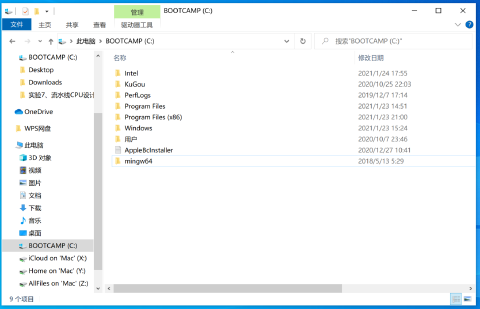 管理
BOOTCAMP (C:)
文件
主页
共享
查看
驱动器工具
此电脑 > BOOTCAMP (C:)
搜索"BOOTCAMP (C:)"
名称
修改日期
BOOTCAMP (C:)
Desktop
Downloads
实验7、流水线CPU设计
OneDrive
WPS网盘
此电脑
3D 对象
视频
图片
文档
下载
音乐
桌面
BOOTCAMP (C:)
iCloud on 'Mac' (X:)
Home on 'Mac' (Y:)
AllFiles on 'Mac' (Z:)
Intel 2021/1/24 17:55
KuGou 2020/10/25 22:03
PerfLogs 2019/12/7 17:14
Program Files 2021/1/23 14:51
Program Files (x86) 2021/1/23 21:00
Windows 2021/1/23 15:24
用户 2020/10/7 23:46
AppleBcInstaller 2020/12/27 10:41
mingw64 2018/5/13 5:29
9 个项目